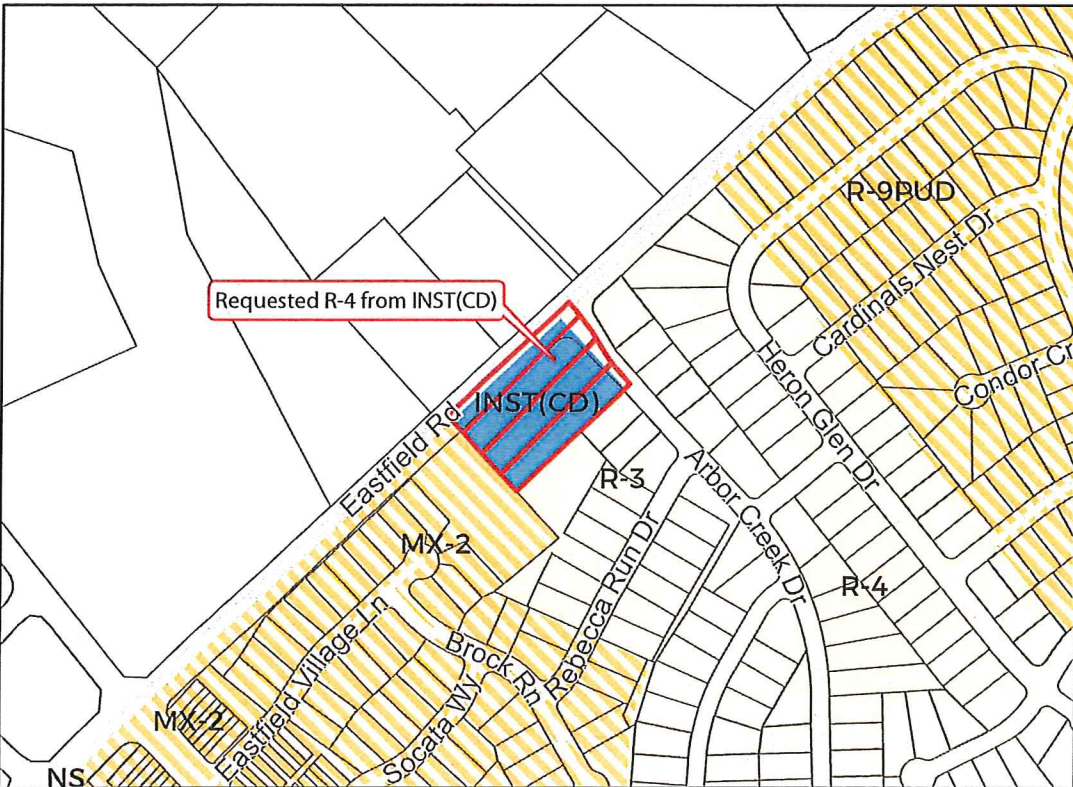 R-9PUD
Cardinals Nest Dr
Requested R-4 from INST(CD)
Condor Cr
Heron Glen Dr
INST(CD)
Eastfield Rd
R-3
Arbor Creek Dr
MX-2
Rebecca Run Dr
R-4
Eastfield Village Ln
Brock Rn
Socata Wy
MX-2
NS